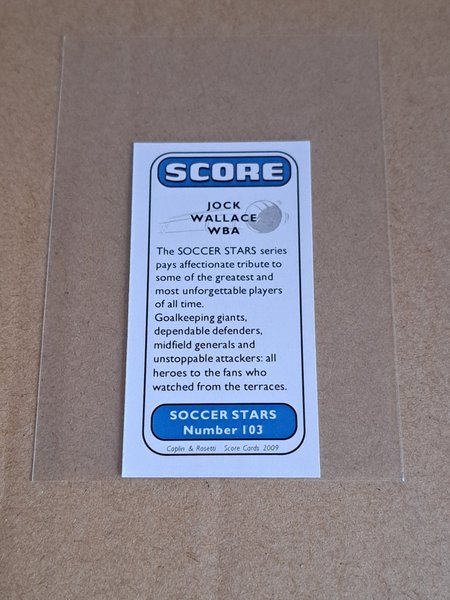 SCORE
JOCK
WALLACE
WBA
The SOCCER STARS series
pays affectionate tribute to
some of the greatest and
most unforgettable players
of all time.
Goalkeeping giants,
dependable defenders,
midfield generals and
unstoppable attackers: all
heroes to the fans who
watched from the terraces.
SOCCER STARS
Number 103
Caplin & Rosetti Score Cards 2009